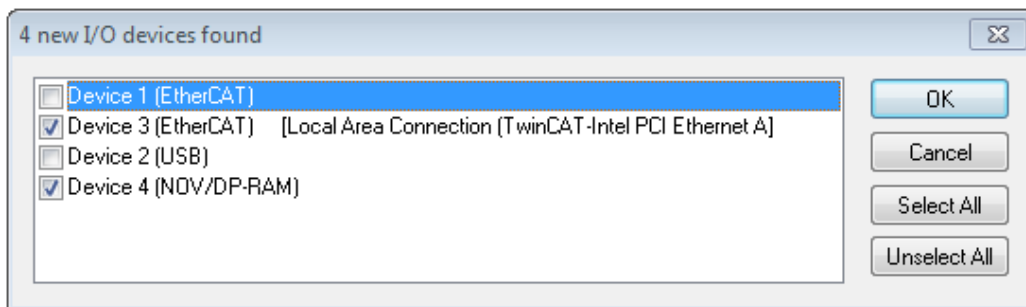 4 new I/O devices found
Device 1 (EtherCAT)
Device 3 (EtherCAT) [Local Area Connection (TwinCAT-Intel PCI Ethernet A]
Device 2 (USB)
Device 4 (NOV/DP-RAM)
OK
Cancel
Select All
Unselect All